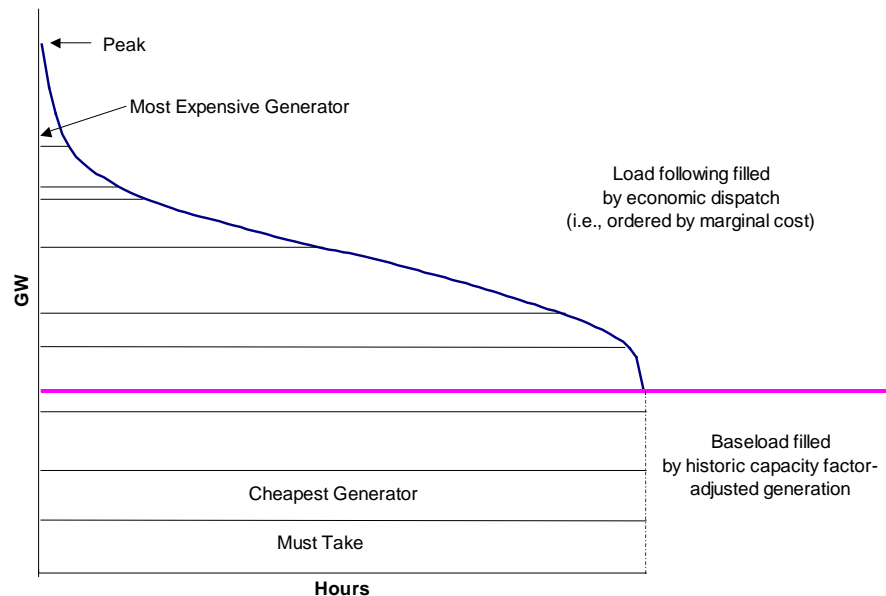 Peak
Most Expensive Generator
Load following filled
by economic dispatch
(i.e., ordered by marginal cost)
GW
Baseload filled
by historic capacity factor-
adjusted generation
Cheapest Generator
Must Take
Hours